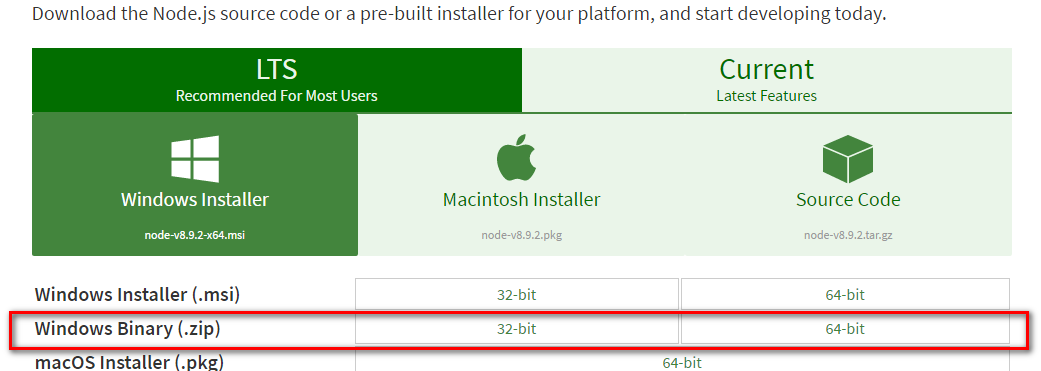 Download the Node.js source code or a pre-built installer for your platform, and start developing today.
LTS
Recommended For Most Users
Current
Latest Features
Windows Installer
node-v8.9.2-x64.msi
Macintosh Installer
node-v8.9.2.pkg
Source Code
node-v8.9.2.tar.gz
Windows Installer (.msi) 32-bit 64-bit
Windows Binary (.zip) 32-bit 64-bit
macOS Installer (.pkg) 64-bit